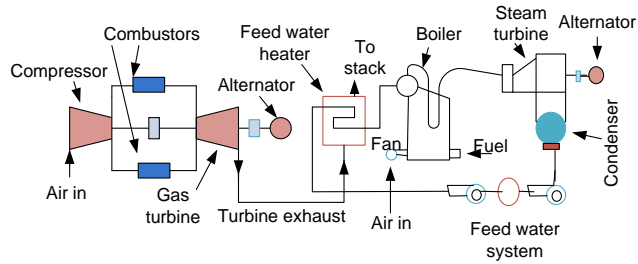 Combustors
Compressor
Feed water
heater
To
stack
Boiler
Steam
turbine
Alternator
Alternator
Fan
Fuel
Condenser
Air in
Gas
turbine
Turbine exhaust
Air in
Feed water
system